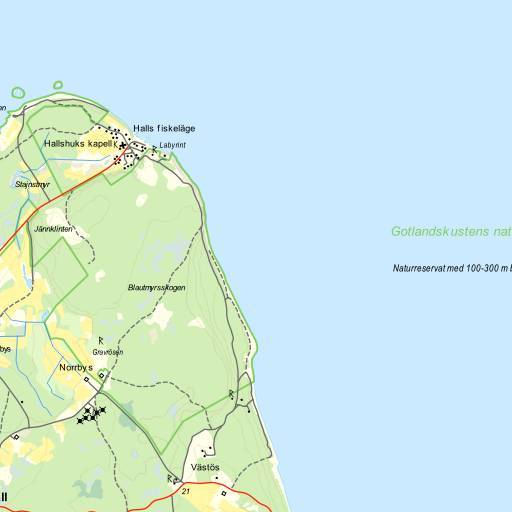 Halls fiskeläge
Hallshuks kapell K
Labyrint
Stajnstmyr
Jännklinten
Gotlandskustens nat
Naturreservat med 100-300 m b
Blautmyrsskogen
R
Gravrösen
Norrbys
R
Västös
R
21